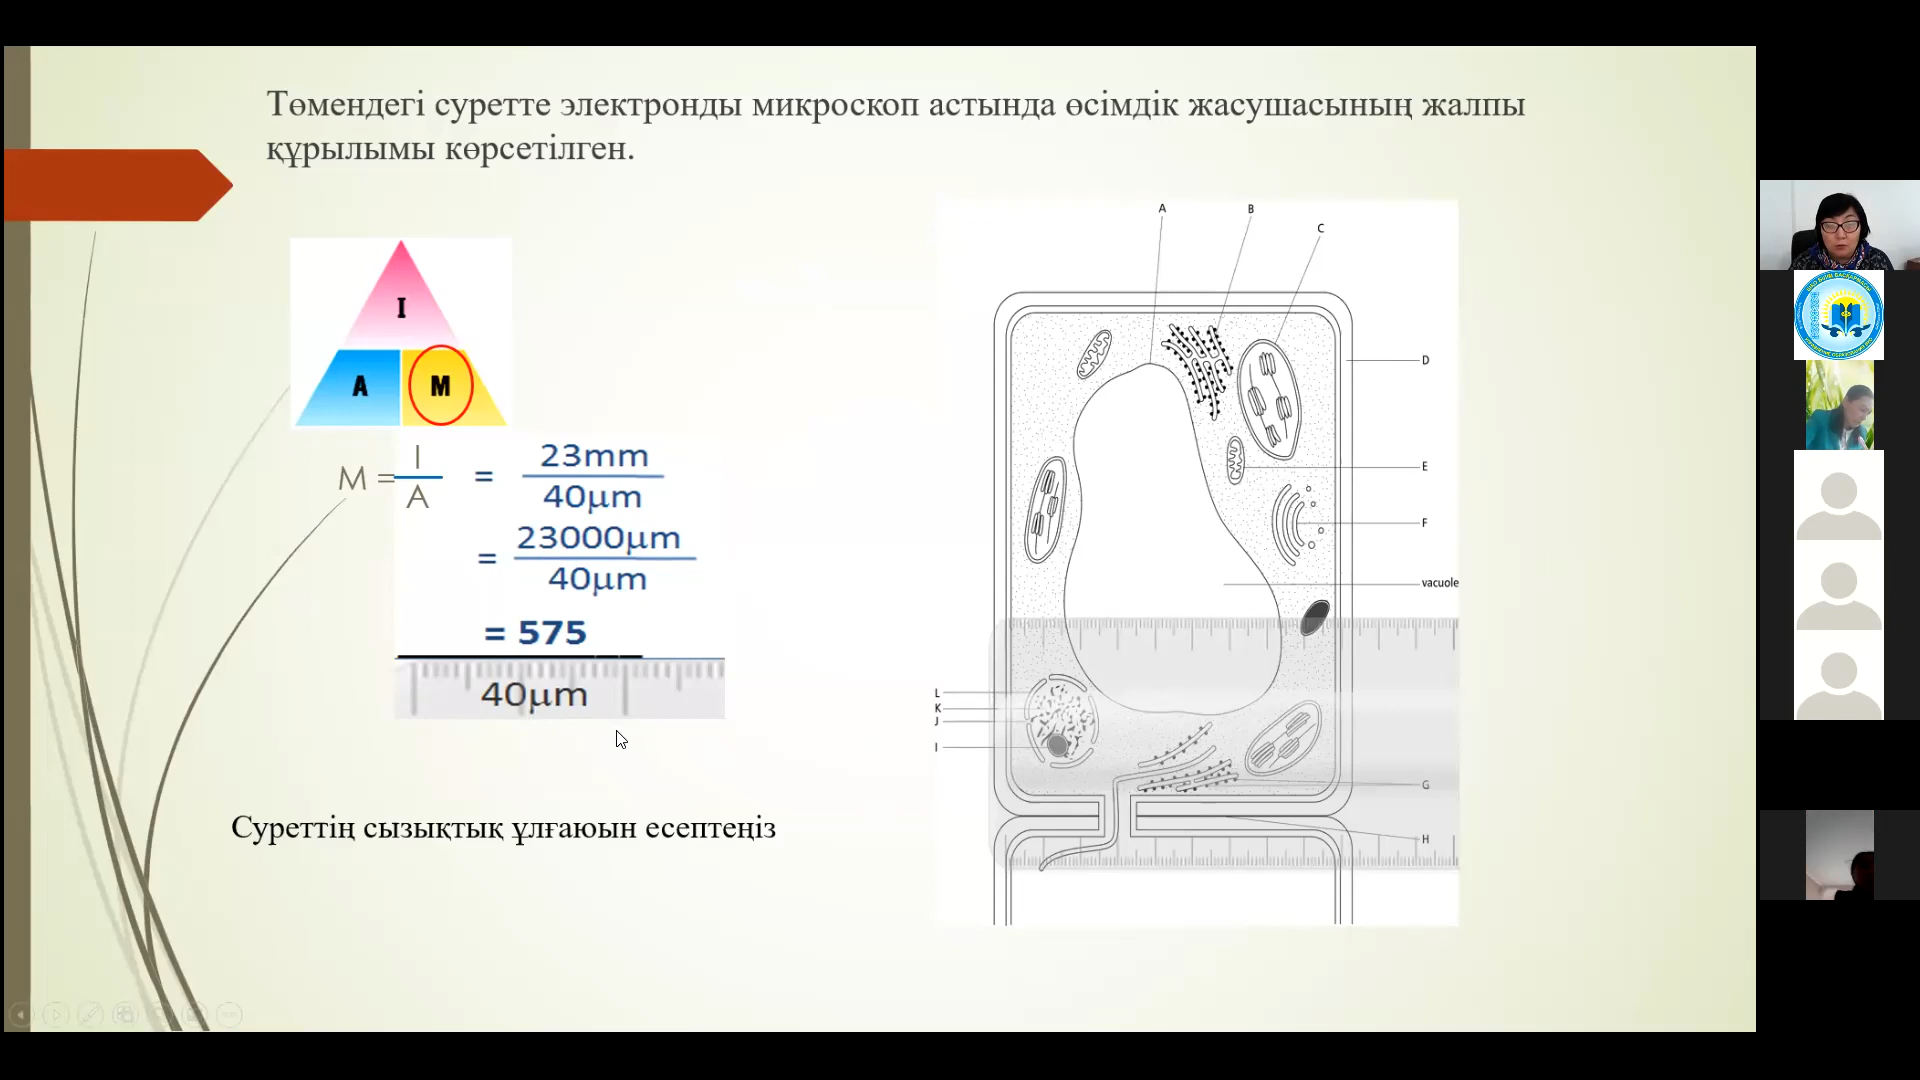 Төмендегі суретте электронды микроскоп астында өсімдік жасушасының жалпы
құрылымы көрсетілген.
I
A
M
M = I / A = 23mm / 40µm
= 23000µm / 40µm
= 575
40µm
Суреттің сызықтық ұлғаюын есептеңіз
A
B
C
D
E
F
vacuole
L
K
J
I
G
H